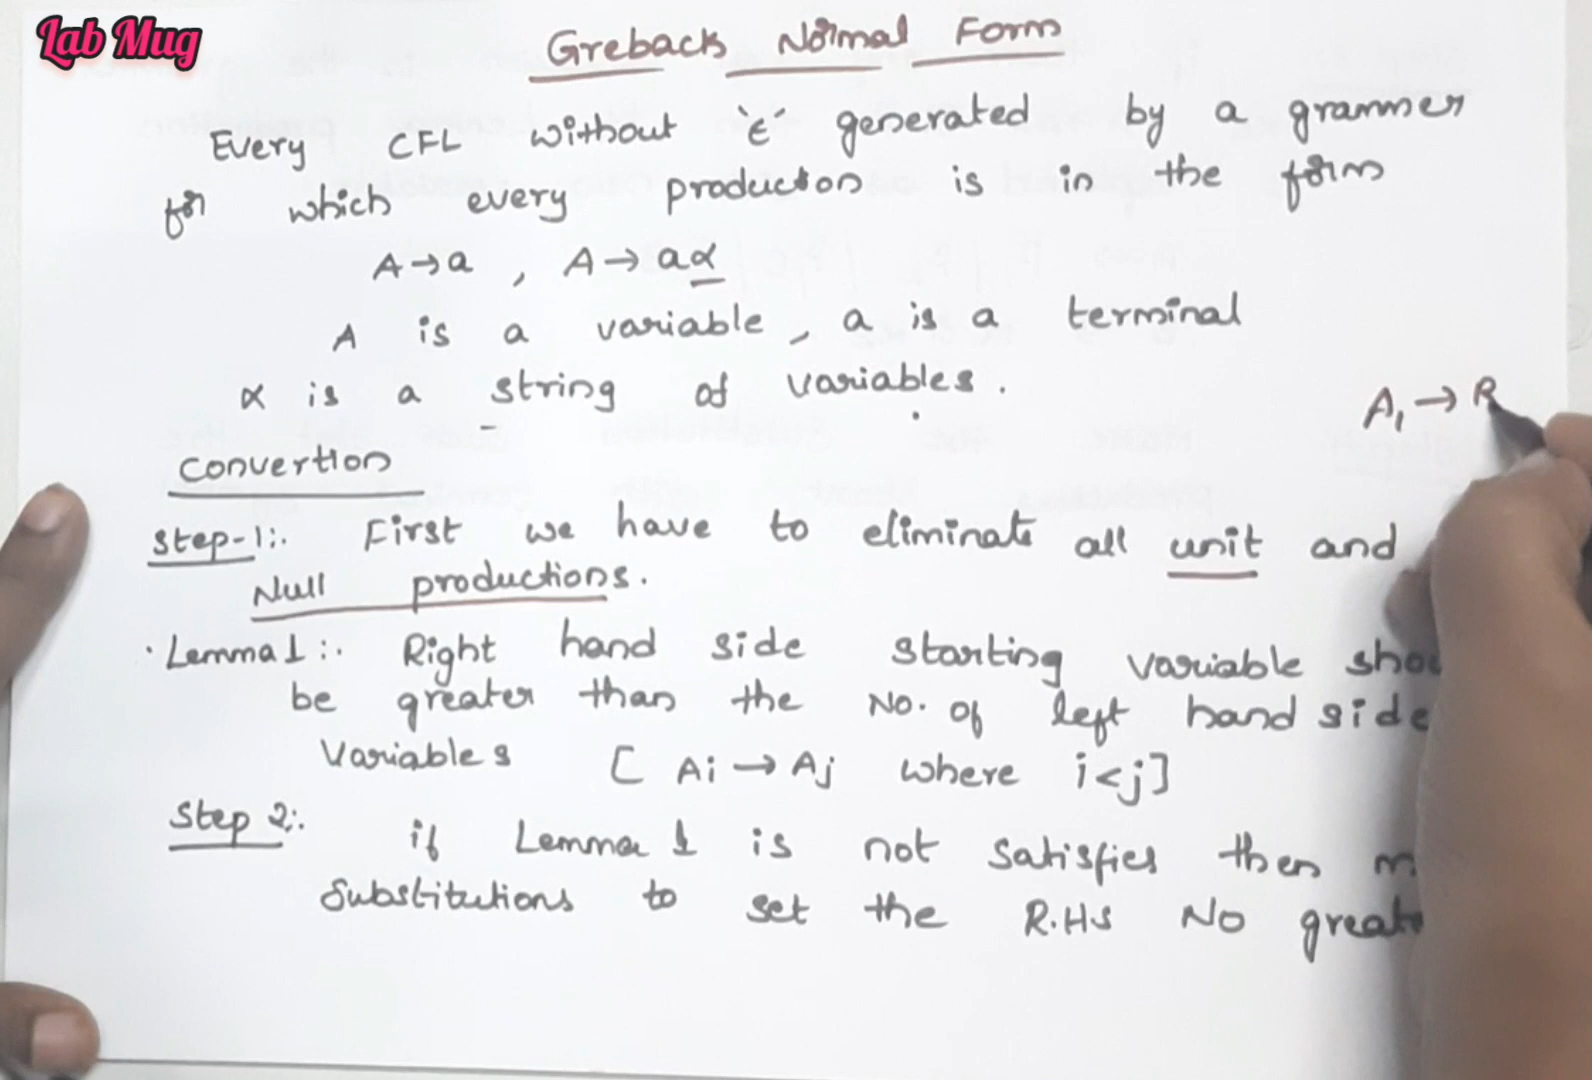 Lab Mug
Greback Normal Form
Every CFL without 'ε' generated by a grammer
for which every producton is in the form
A→a , A→aα
A is a variable, a is a terminal
α is a string of variables.
A₁→
convertion
Step-1:. First we have to eliminate all unit and
Null productions.
Lemma 1:. Right hand side starting variable
be greater than the No. of left hand side
Variables [Ai→Aj where i<j]
Step 2:.
if Lemma 1 is not satisfies then
Substitutions to set the R.HS No